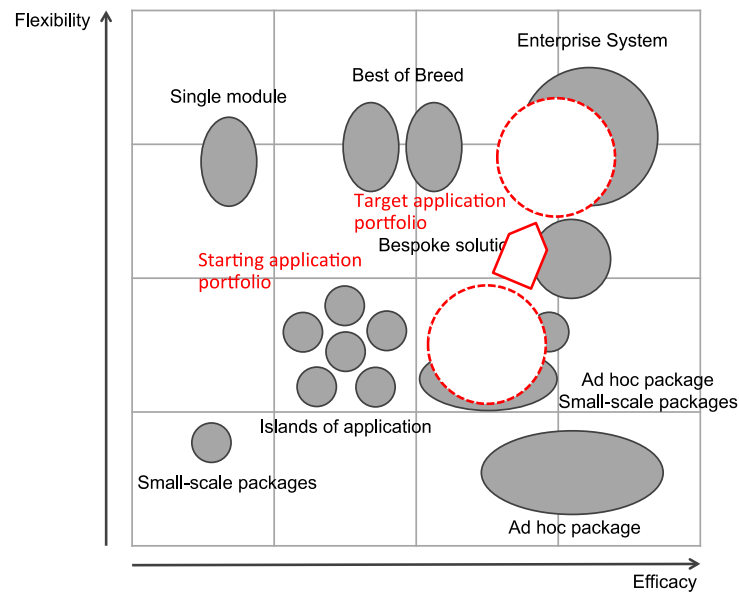 Flexibility
Enterprise System
Best of Breed
Single module
Target application
portfolio
Bespoke solutio
Starting application
portfolio
Ad hoc package
Small-scale packages
Islands of application
Small-scale packages
Ad hoc package
Efficacy